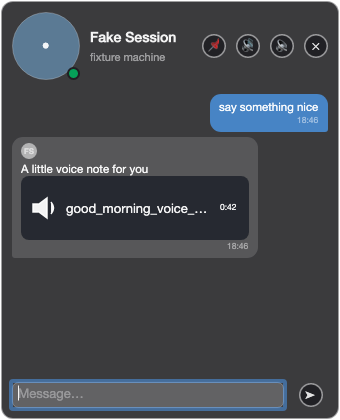 Fake Session
fixture machine
say something nice
18:46
FS
A little voice note for you
good_morning_voice_...
0:42
18:46
Message...